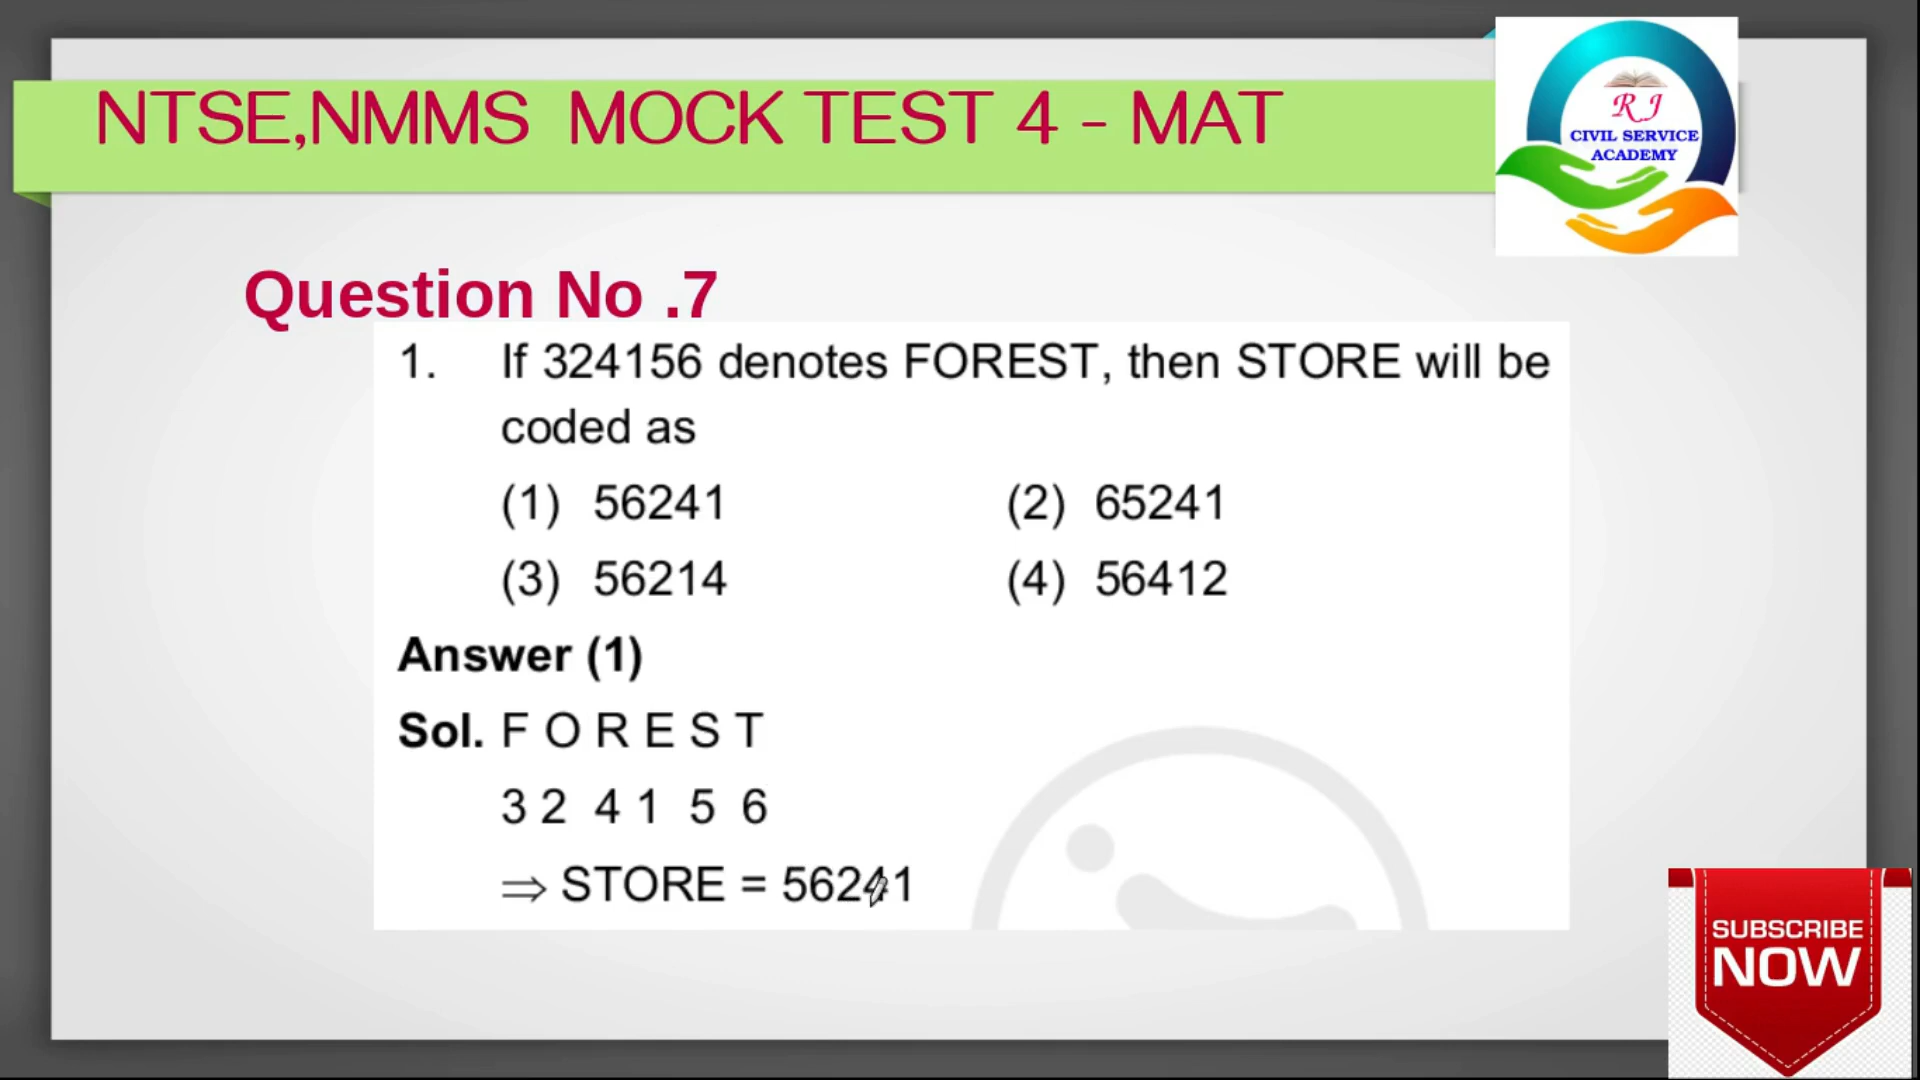 NTSE,NMMS MOCK TEST 4 - MAT
RJ
CIVIL SERVICE
ACADEMY
Question No .7
1. If 324156 denotes FOREST, then STORE will be
coded as
(1) 56241 (2) 65241
(3) 56214 (4) 56412
Answer (1)
Sol. F O R E S T
3 2 4 1 5 6
⇒ STORE = 56241
SUBSCRIBE
NOW